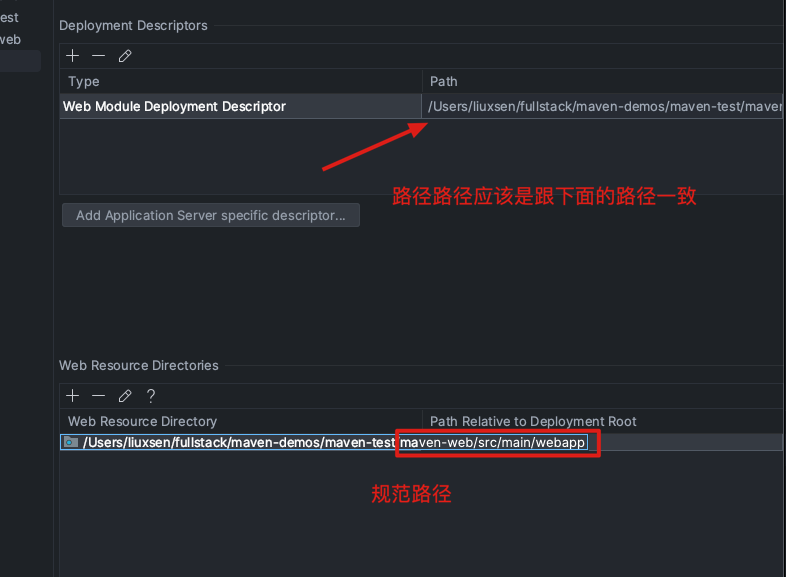 est
web
Deployment Descriptors
Type Path
Web Module Deployment Descriptor /Users/liuxsen/fullstack/maven-demos/maven-test/maven
路径路径应该是跟下面的路径一致
Add Application Server specific descriptor...
Web Resource Directories
?
Web Resource Directory Path Relative to Deployment Root
/Users/liuxsen/fullstack/maven-demos/maven-test/maven-web/src/main/webapp
规范路径